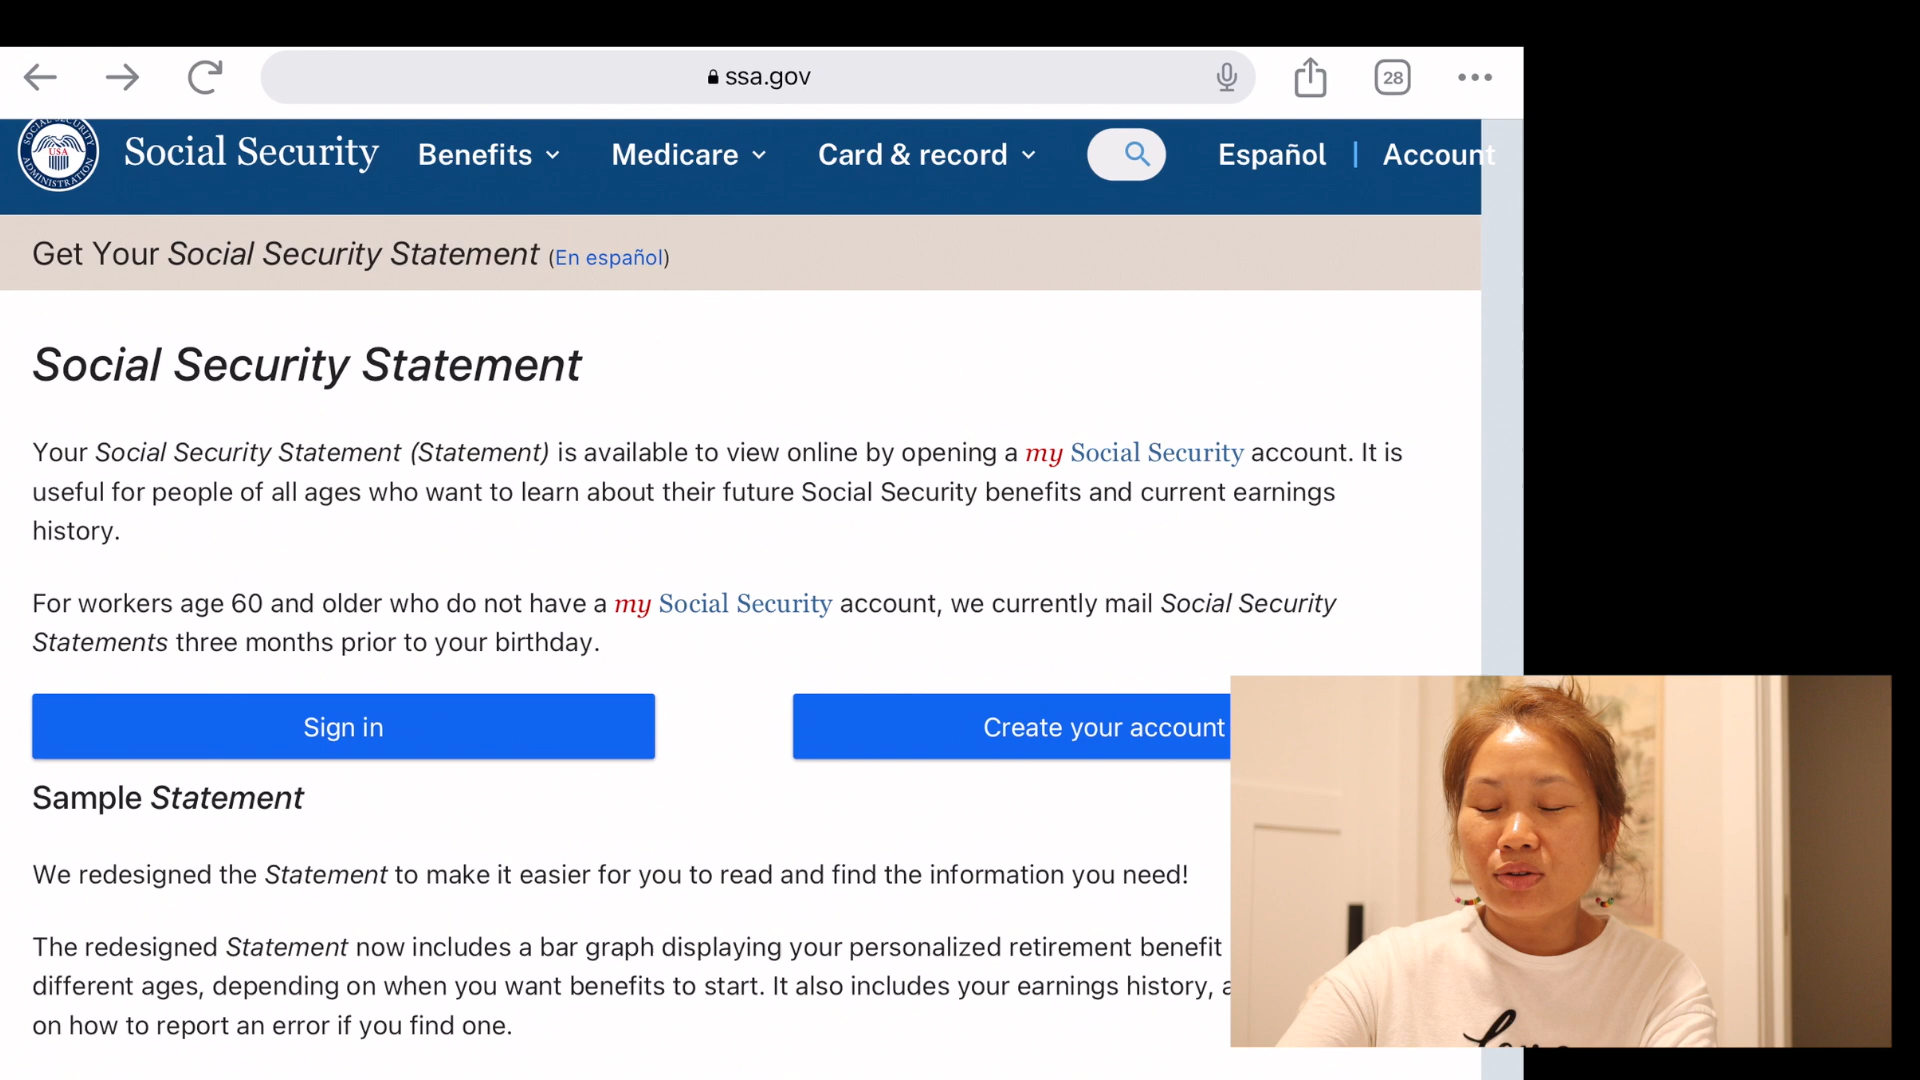 ssa.gov
28
USA
Social Security
Benefits
Medicare
Card & record
Español | Account
Get Your Social Security Statement (En español)
Social Security Statement
Your Social Security Statement (Statement) is available to view online by opening a my Social Security account. It is
useful for people of all ages who want to learn about their future Social Security benefits and current earnings
history.
For workers age 60 and older who do not have a my Social Security account, we currently mail Social Security
Statements three months prior to your birthday.
Sign in
Create your account
Sample Statement
We redesigned the Statement to make it easier for you to read and find the information you need!
The redesigned Statement now includes a bar graph displaying your personalized retirement benefit
different ages, depending on when you want benefits to start. It also includes your earnings history,
on how to report an error if you find one.